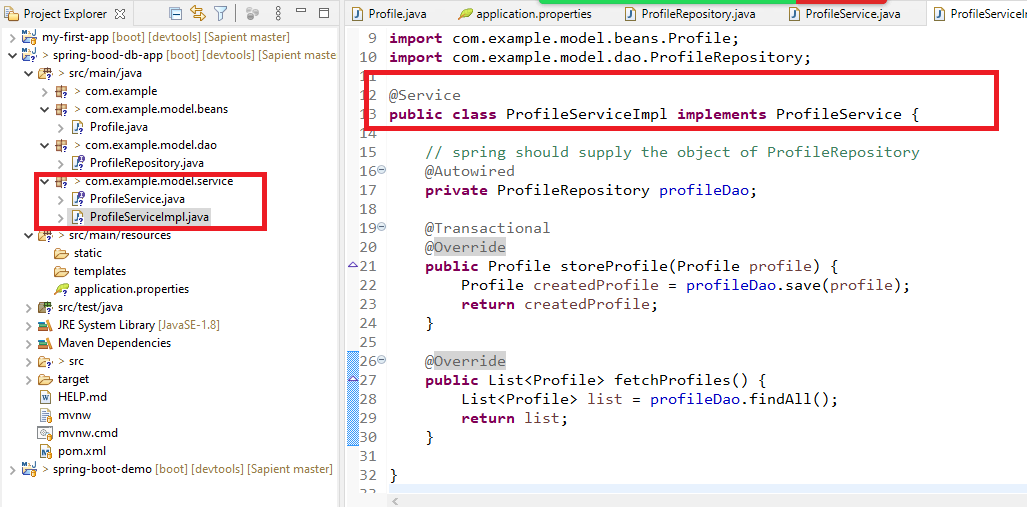 Project Explorer
my-first-app [boot] [devtools] [Sapient master]
> spring-bood-db-app [boot] [devtools] [Sapient maste
> src/main/java
> com.example
> com.example.model.beans
> Profile.java
> com.example.model.dao
> ProfileRepository.java
> com.example.model.service
> ProfileService.java
> ProfileServiceImpl.java
> src/main/resources
static
templates
application.properties
src/test/java
JRE System Library [JavaSE-1.8]
Maven Dependencies
> src
target
HELP.md
mvnw
mvnw.cmd
pom.xml
> spring-boot-demo [boot] [devtools] [Sapient master]
Profile.java application.properties ProfileRepository.java ProfileService.java ProfileServiceIn
9 import com.example.model.beans.Profile;
10 import com.example.model.dao.ProfileRepository;
11
12 @Service
13 public class ProfileServiceImpl implements ProfileService {
14
15 // spring should supply the object of ProfileRepository
16 @Autowired
17 private ProfileRepository profileDao;
18
19 @Transactional
20 @Override
21 public Profile storeProfile(Profile profile) {
22 Profile createdProfile = profileDao.save(profile);
23 return createdProfile;
24 }
25
26 @Override
27 public List<Profile> fetchProfiles() {
28 List<Profile> list = profileDao.findAll();
29 return list;
30 }
31
32 }
33